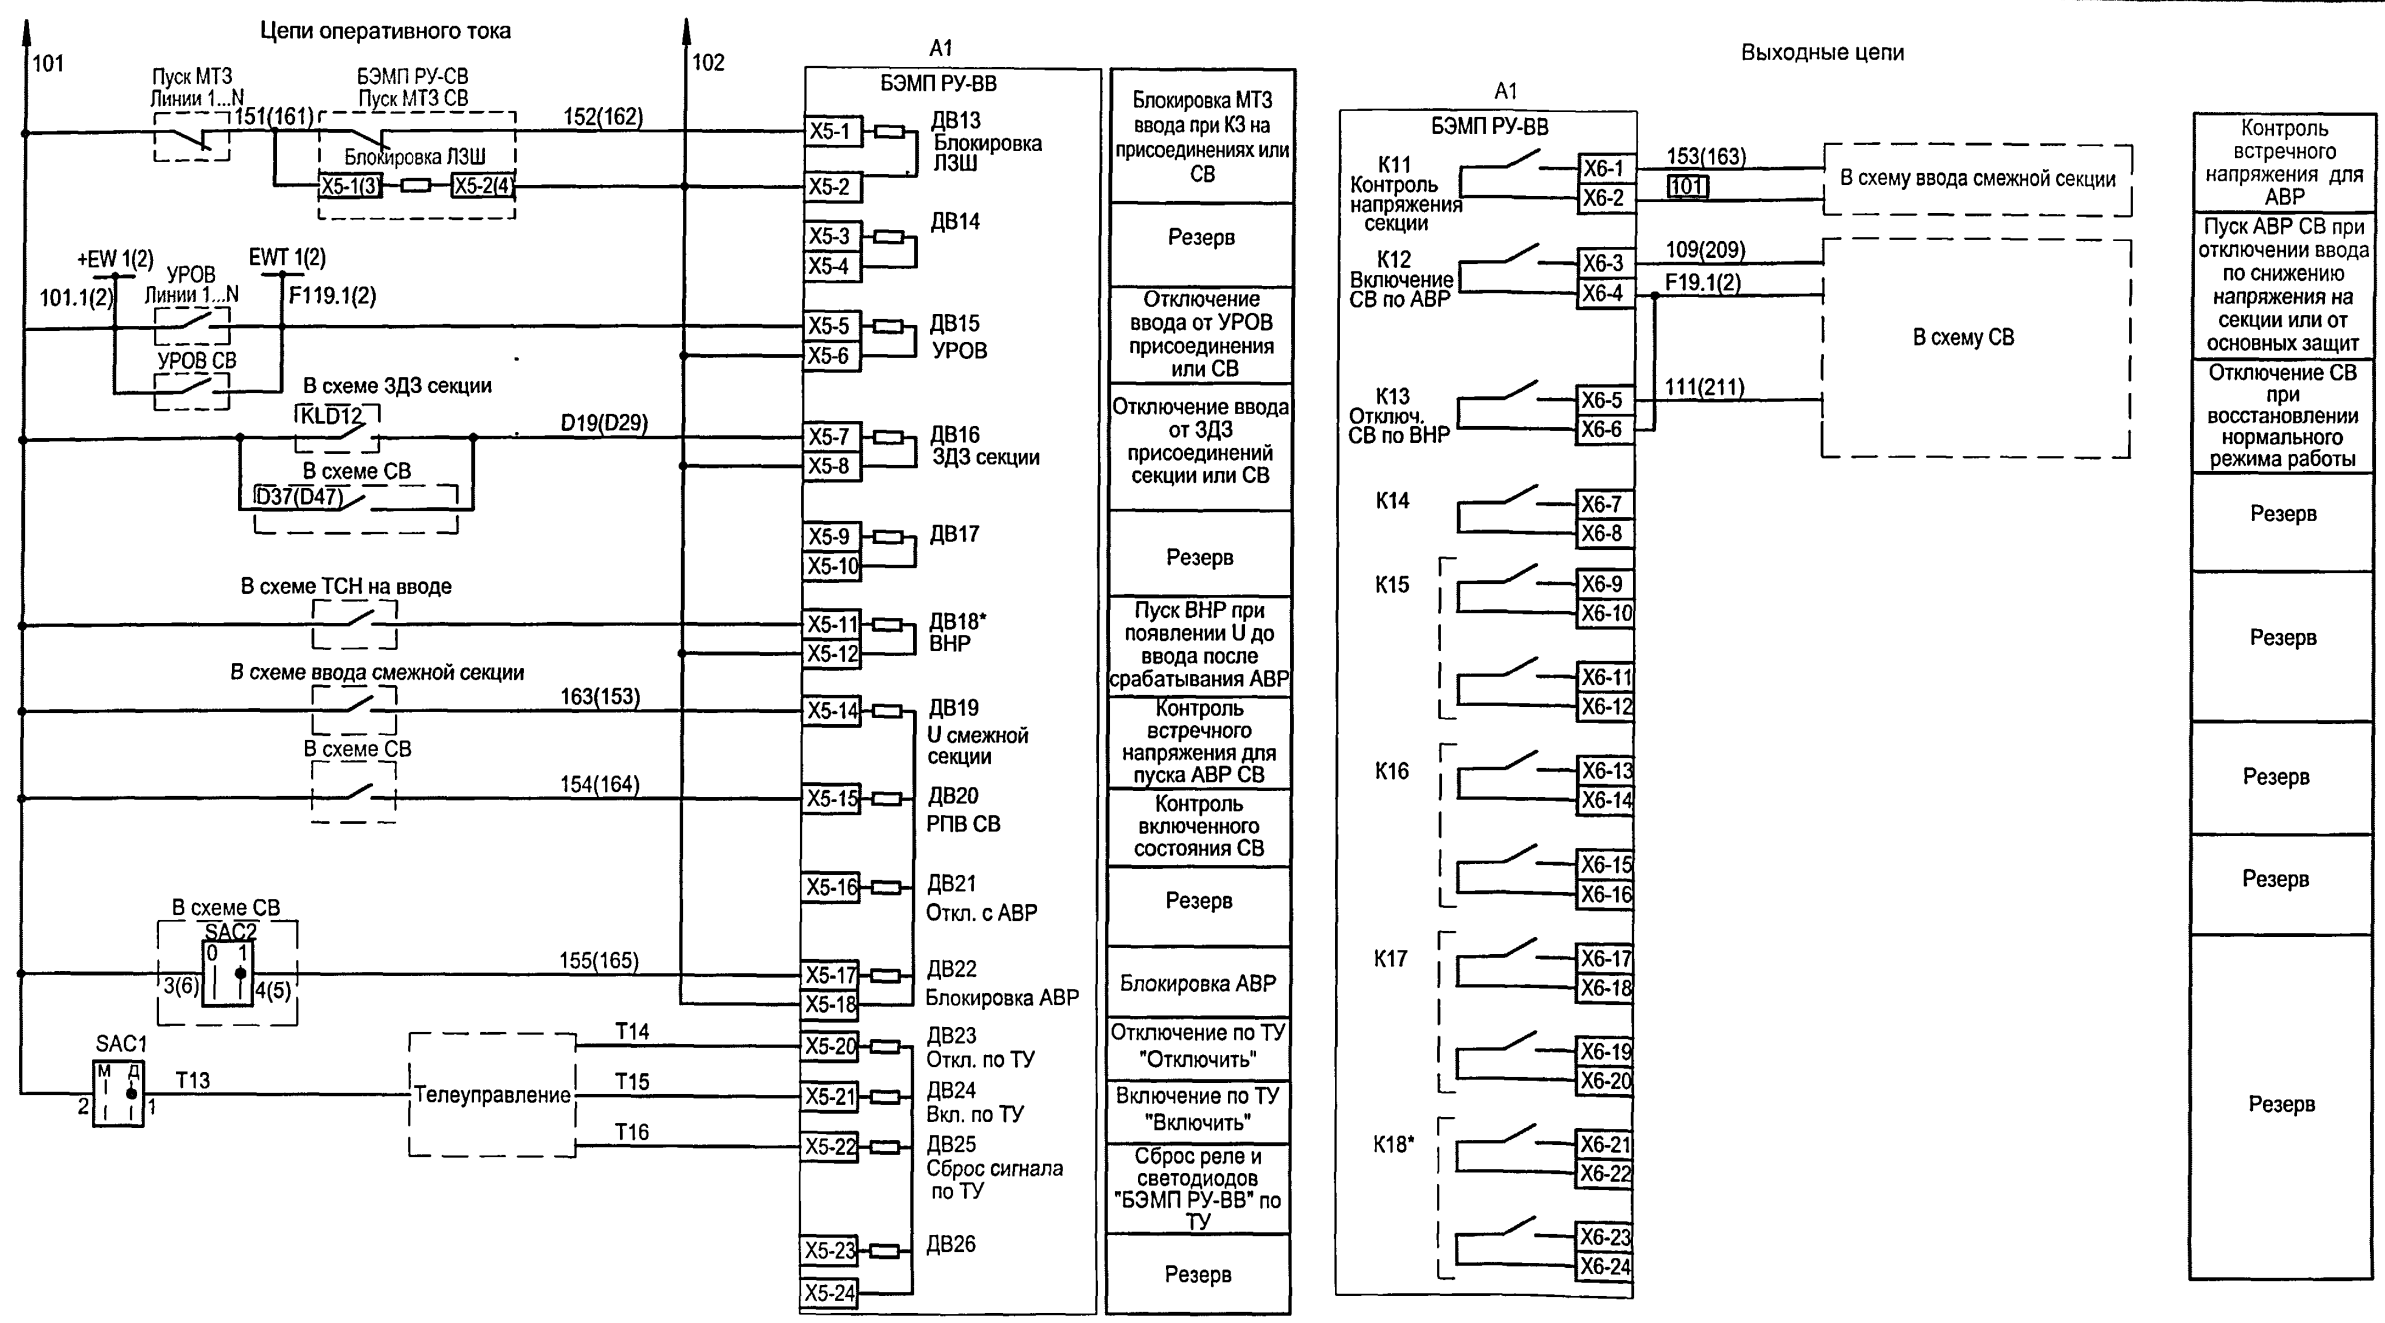 Цепи оперативного тока
101
102
Пуск МТЗ
Линии 1...N
151(161)
БЭМП РУ-СВ
Пуск МТЗ СВ
152(162)
Блокировка ЛЗШ
X5-1(3)
X5-2(4)
+EW 1(2)
EWT 1(2)
УРОВ
Линии 1...N
101.1(2)
F119.1(2)
УРОВ СВ
В схеме ЗДЗ секции
KLD12
D19(D29)
В схеме СВ
D37(D47)
В схеме ТСН на вводе
В схеме ввода смежной секции
163(153)
В схеме СВ
154(164)
В схеме СВ
SAC2
0 1
3(6)
4(5)
155(165)
SAC1
М Д
2
1
T13
Телеуправление
T14
T15
T16
A1
БЭМП РУ-ВВ
X5-1
ДВ13
Блокировка
ЛЗШ
X5-2
X5-3
ДВ14
X5-4
X5-5
ДВ15
X5-6
УРОВ
X5-7
ДВ16
X5-8
ЗДЗ секции
X5-9
ДВ17
X5-10
X5-11
ДВ18*
ВНР
X5-12
X5-14
ДВ19
U смежной
секции
X5-15
ДВ20
РПВ СВ
X5-16
ДВ21
Откл. с АВР
X5-17
ДВ22
X5-18
Блокировка АВР
X5-20
ДВ23
Откл. по ТУ
X5-21
ДВ24
Вкл. по ТУ
X5-22
ДВ25
Сброс сигнала
по ТУ
X5-23
ДВ26
X5-24
Блокировка МТЗ
ввода при КЗ на
присоединениях или
СВ
Резерв
Отключение
ввода от УРОВ
присоединения
или СВ
Отключение ввода
от ЗДЗ
присоединений
секции или СВ
Резерв
Пуск ВНР при
появлении U до
ввода после
срабатывания АВР
Контроль
встречного
напряжения для
пуска АВР СВ
Контроль
включенного
состояния СВ
Резерв
Блокировка АВР
Отключение по ТУ
"Отключить"
Включение по ТУ
"Включить"
Сброс реле и
светодиодов
"БЭМП РУ-ВВ" по
ТУ
Резерв
Выходные цепи
A1
БЭМП РУ-ВВ
К11
Контроль
напряжения
секции
X6-1
X6-2
153(163)
101
В схему ввода смежной секции
К12
Включение
СВ по АВР
X6-3
X6-4
109(209)
F19.1(2)
В схему СВ
К13
Отключ.
СВ по ВНР
X6-5
X6-6
111(211)
К14
X6-7
X6-8
К15
X6-9
X6-10
X6-11
X6-12
К16
X6-13
X6-14
X6-15
X6-16
К17
X6-17
X6-18
X6-19
X6-20
К18*
X6-21
X6-22
X6-23
X6-24
Контроль
встречного
напряжения для
АВР
Пуск АВР СВ при
отключении ввода
по снижению
напряжения на
секции или от
основных защит
Отключение СВ
при
восстановлении
нормального
режима работы
Резерв
Резерв
Резерв
Резерв
Резерв